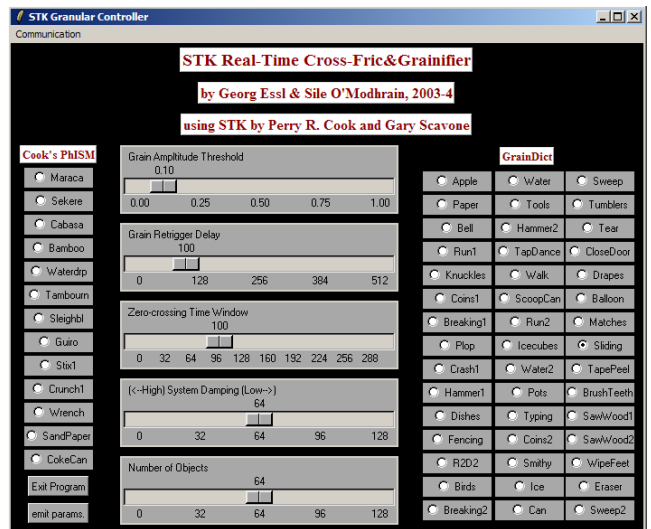 STK Granular Controller
Communication
STK Real-Time Cross-Fric&Grainifier
by Georg Essl & Sile O'Modhrain, 2003-4
using STK by Perry R. Cook and Gary Scavone
Cook's PhISM
Maraca
Sekere
Cabasa
Bamboo
Waterdrp
Tambourn
Sleighbl
Guiro
Stix1
Crunch1
Wrench
SandPaper
CokeCan
Exit Program
emit params.
Grain Ampltitude Threshold
0.10
0.00 0.25 0.50 0.75 1.00
Grain Retrigger Delay
100
0 128 256 384 512
Zero-crossing Time Window
100
0 32 64 96 128 160 192 224 256 288
(<--High) System Damping (Low-->)
64
0 32 64 96 128
Number of Objects
64
0 32 64 96 128
GrainDict
Apple Water Sweep
Paper Tools Tumblers
Bell Hammer2 Tear
Run1 TapDance CloseDoor
Knuckles Walk Drapes
Coins1 ScoopCan Balloon
Breaking1 Run2 Matches
Plop Icecubes Sliding
Crash1 Water2 TapePeel
Hammer1 Pots BrushTeeth
Dishes Typing SawWood1
Fencing Coins2 SawWood2
R2D2 Smithy WipeFeet
Birds Ice Eraser
Breaking2 Can Sweep2